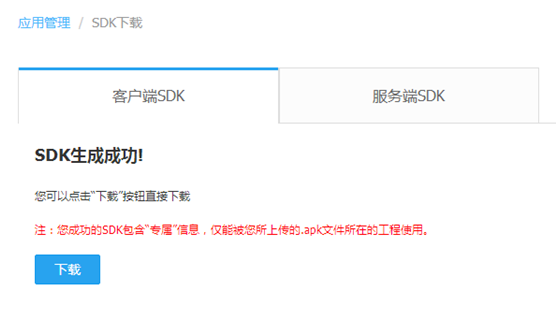 应用管理 / SDK下载
客户端SDK 服务端SDK
SDK生成成功!
您可以点击“下载”按钮直接下载
注：您成功的SDK包含“专属”信息，仅能被您所上传的.apk文件所在的工程使用。
下载